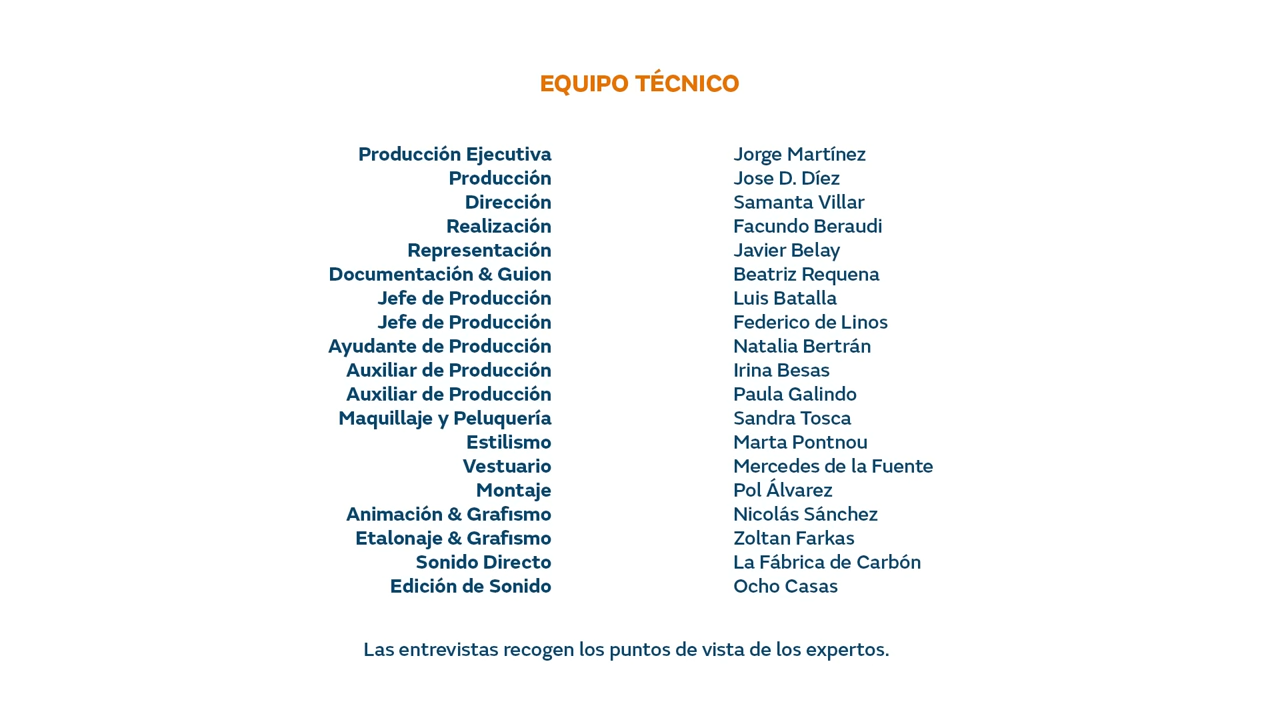 EQUIPO TÉCNICO
Producción Ejecutiva Jorge Martínez
Producción Jose D. Díez
Dirección Samanta Villar
Realización Facundo Beraudi
Representación Javier Belay
Documentación & Guion Beatriz Requena
Jefe de Producción Luis Batalla
Jefe de Producción Federico de Linos
Ayudante de Producción Natalia Bertrán
Auxiliar de Producción Irina Besas
Auxiliar de Producción Paula Galindo
Maquillaje y Peluquería Sandra Tosca
Estilismo Marta Pontnou
Vestuario Mercedes de la Fuente
Montaje Pol Álvarez
Animación & Grafismo Nicolás Sánchez
Etalonaje & Grafismo Zoltan Farkas
Sonido Directo La Fábrica de Carbón
Edición de Sonido Ocho Casas
Las entrevistas recogen los puntos de vista de los expertos.